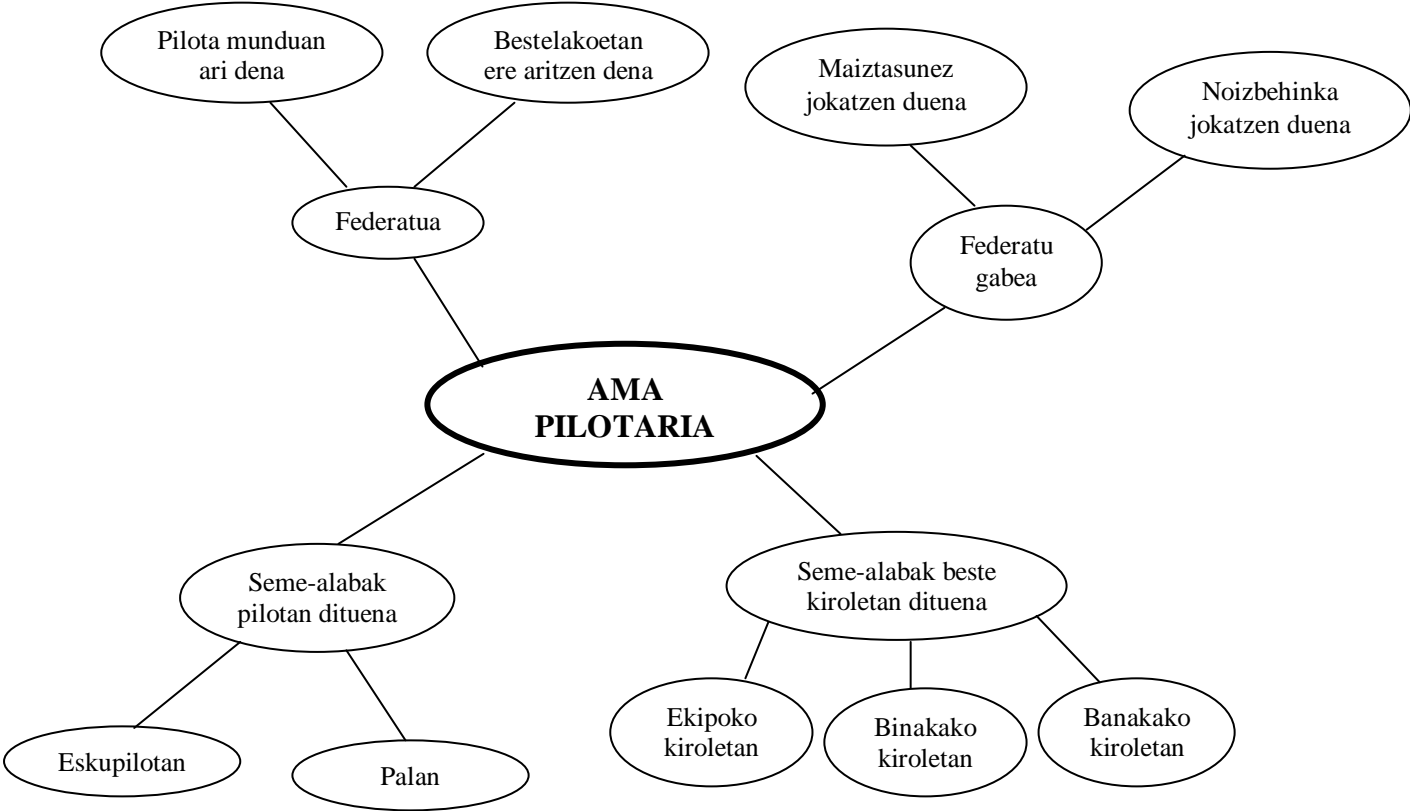 Pilota munduan
ari dena
Bestelakoetan
ere aritzen dena
Maiztasunez
jokatzen duena
Noizbehinka
jokatzen duena
Federatua
Federatu
gabea
AMA
PILOTARIA
Seme-alabak
pilotan dituena
Seme-alabak beste
kiroletan dituena
Ekipoko
kiroletan
Binakako
kiroletan
Banakako
kiroletan
Eskupilotan
Palan